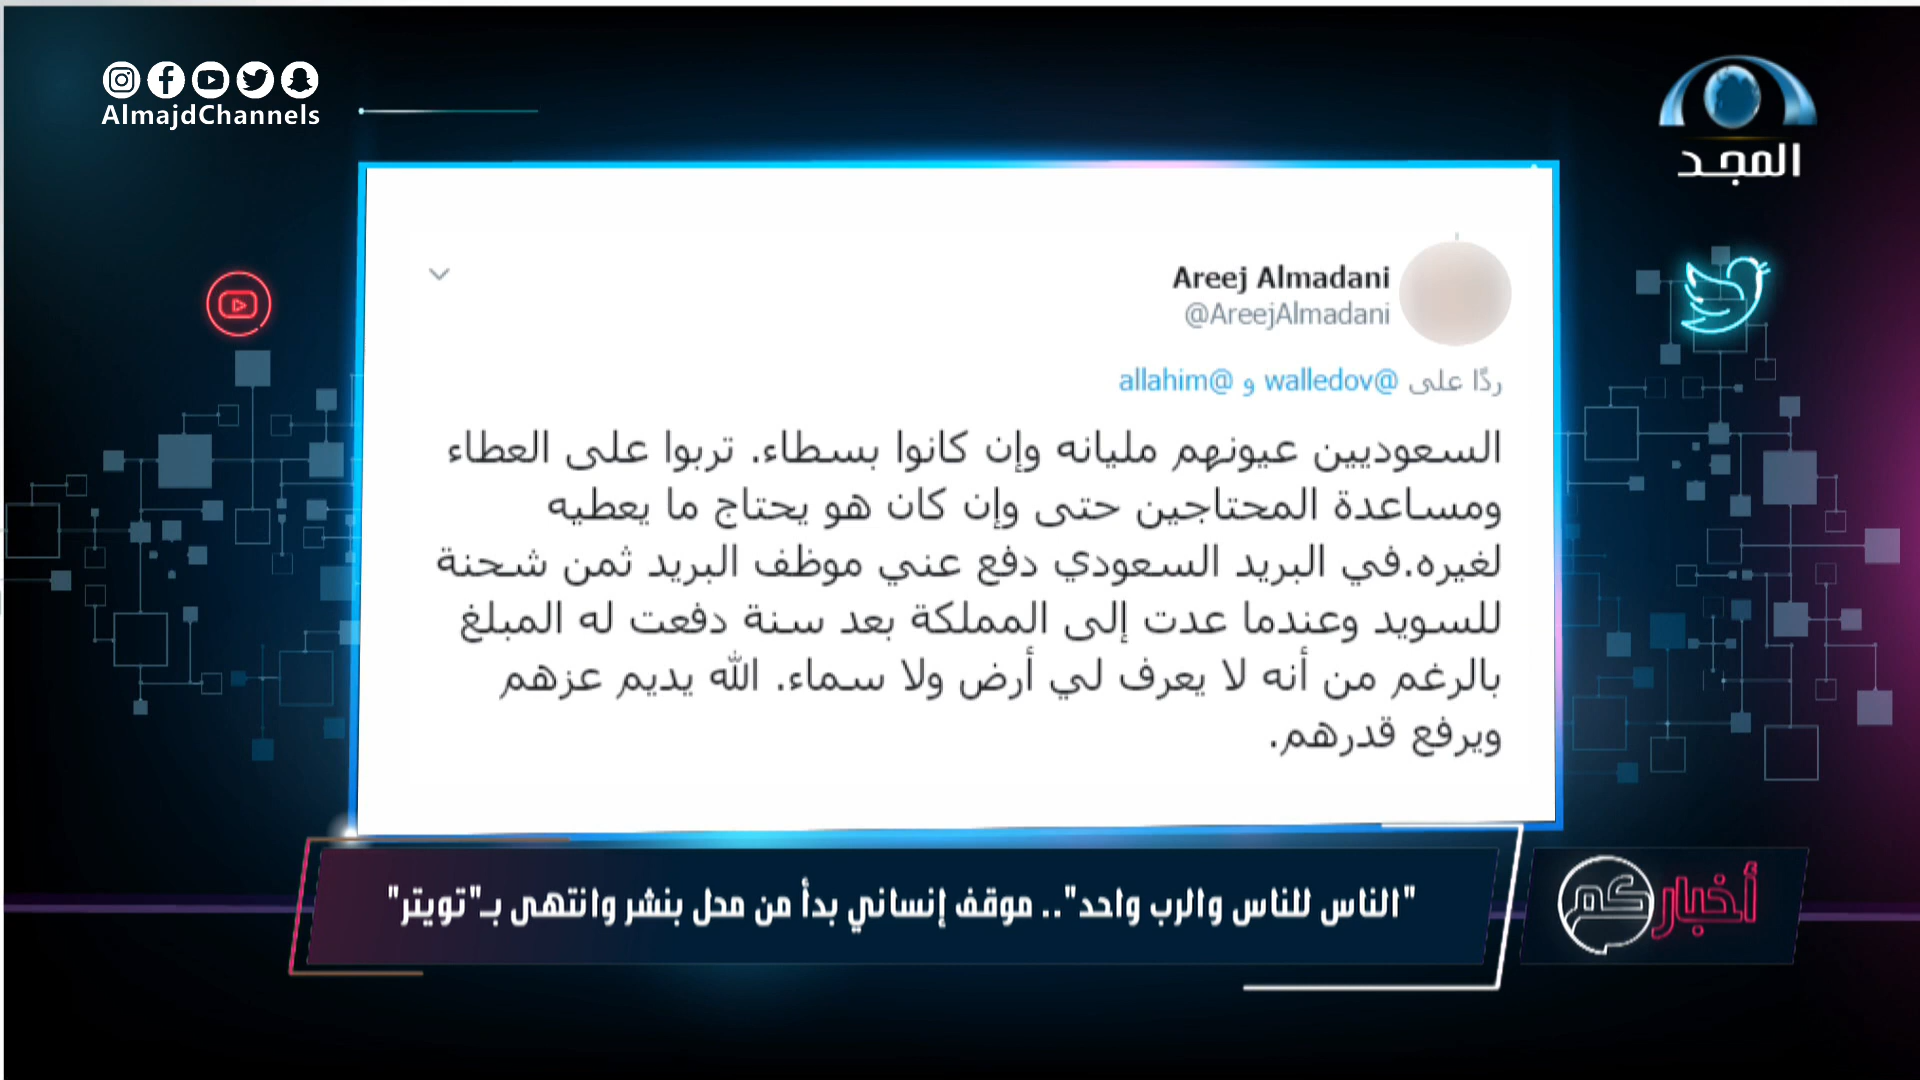 AlmajdChannels
المجد
Areej Almadani
@AreejAlmadani
ردًا على @walledov و @allahim
السعوديين عيونهم مليانه وإن كانوا بسطاء. تربوا على العطاء
ومساعدة المحتاجين حتى وإن كان هو يحتاج ما يعطيه
لغيره.في البريد السعودي دفع عني موظف البريد ثمن شحنة
للسويد وعندما عدت إلى المملكة بعد سنة دفعت له المبلغ
بالرغم من أنه لا يعرف لي أرض ولا سماء. الله يديم عزهم
ويرفع قدرهم.
"الناس للناس والرب واحد".. موقف إنساني بدأ من محل بنشر وانتهى بـ"تويتر"
أخباركم